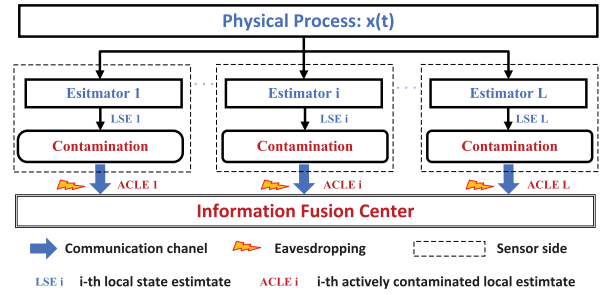 Physical Process: x(t)
Esitmator 1 Estimator i Estimator L
LSE 1 LSE i LSE L
Contamination Contamination Contamination
ACLE 1 ACLE i ACLE L
Information Fusion Center
Communication chanel Eavesdropping Sensor side
LSE i i-th local state estimtate ACLE i i-th actively contaminated local estimtate